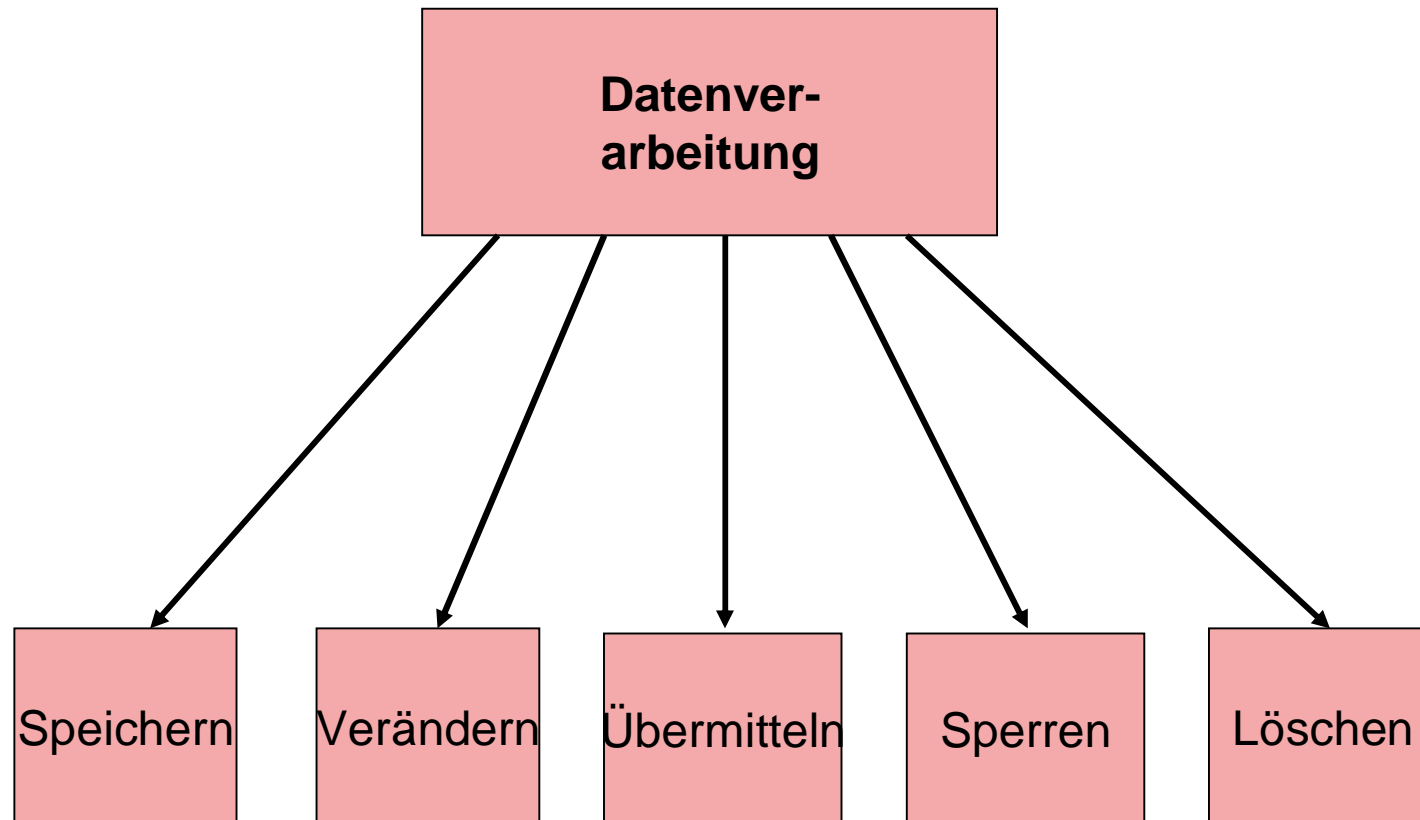 Datenver-
arbeitung
Speichern
Verändern
Übermitteln
Sperren
Löschen